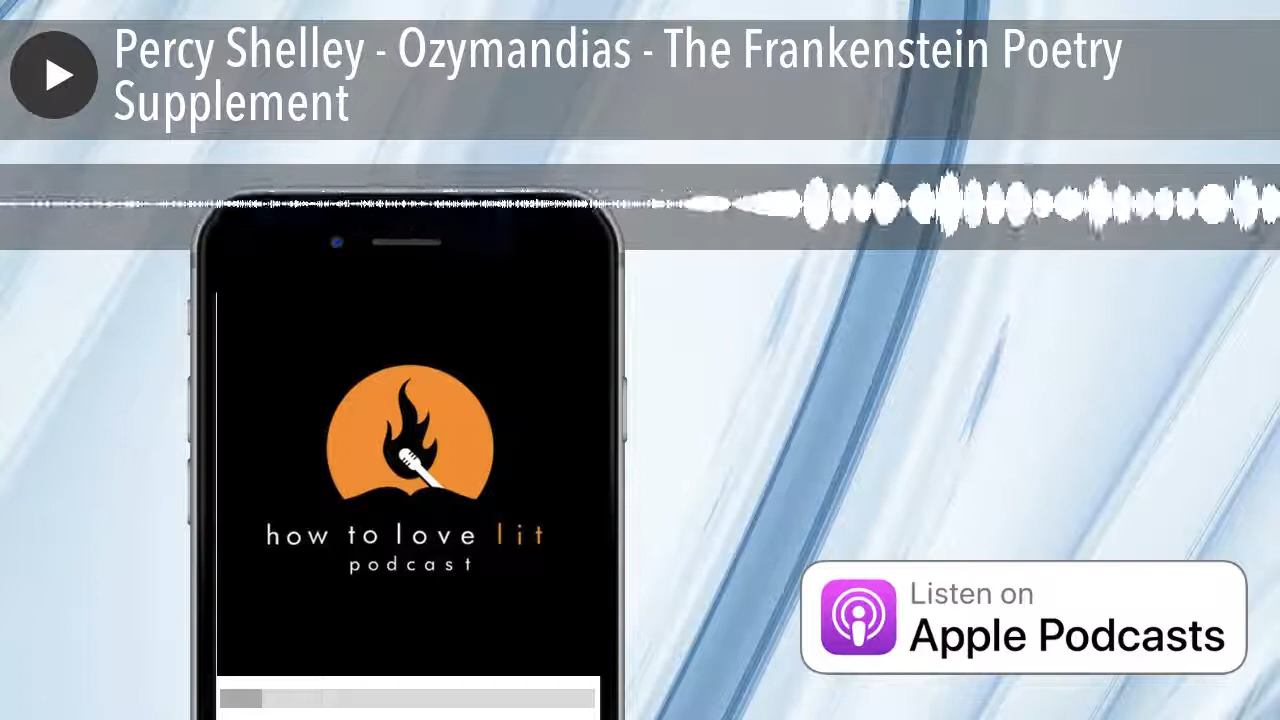 Percy Shelley - Ozymandias - The Frankenstein Poetry
Supplement
how to love lit
podcast
Listen on
Apple Podcasts